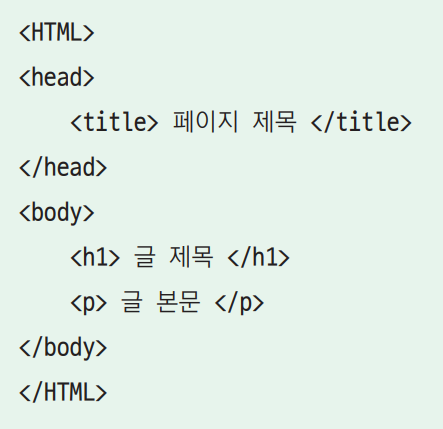 <HTML>
<head>
<title> 페이지 제목 </title>
</head>
<body>
<h1> 글 제목 </h1>
<p> 글 본문 </p>
</body>
</HTML>